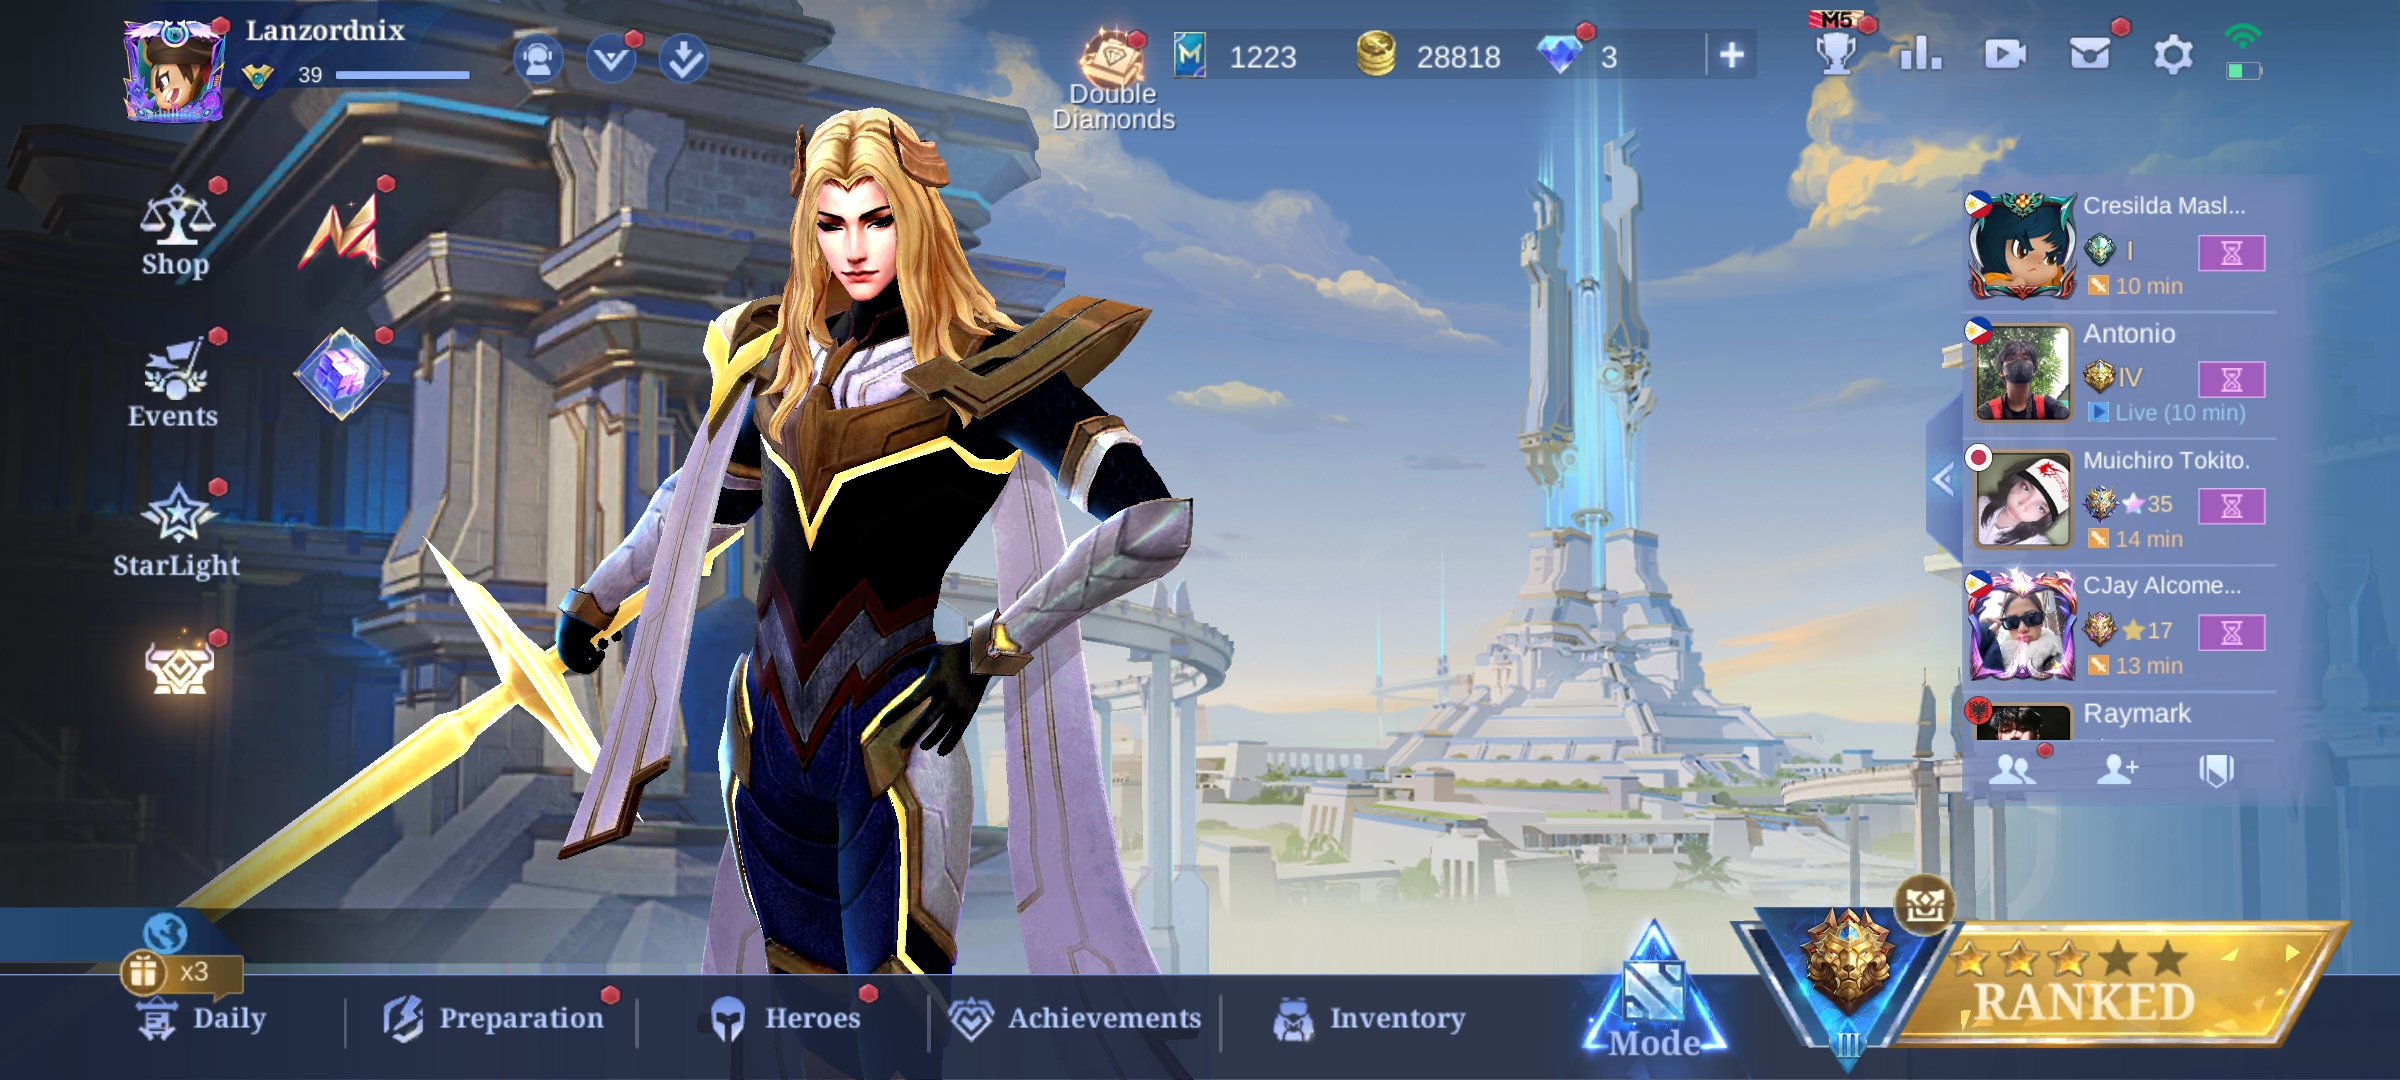 Lanzordnix
39
Double
Diamonds
1223
28818
3
M5
Shop
Events
StarLight
Cresilda Masl...
I
10 min
Antonio
IV
Live (10 min)
Muichiro Tokito.
35
14 min
CJay Alcome...
17
13 min
Raymark
x3
Daily
Preparation
Heroes
Achievements
Inventory
Mode
III
RANKED